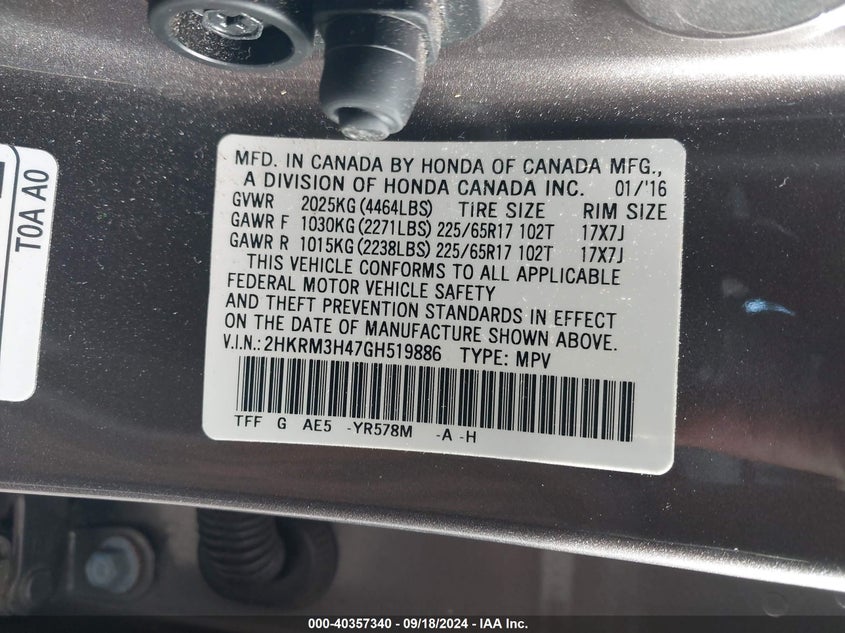 MFD. IN CANADA BY HONDA OF CANADA MFG.,
A DIVISION OF HONDA CANADA INC. 01/'16
GVWR 2025KG(4464LBS) TIRE SIZE RIM SIZE
GAWR F 1030KG(2271LBS) 225/65R17 102T 17X7J
GAWR R 1015KG(2238LBS) 225/65R17 102T 17X7J
THIS VEHICLE CONFORMS TO ALL APPLICABLE
FEDERAL MOTOR VEHICLE SAFETY
AND THEFT PREVENTION STANDARDS IN EFFECT
ON THE DATE OF MANUFACTURE SHOWN ABOVE.
V.I.N.: 2HKRM3H47GH519886 TYPE: MPV
TFF G AE5 -YR578M -A -H
T0A A0
000-40357340 - 09/18/2024 - IAA Inc.